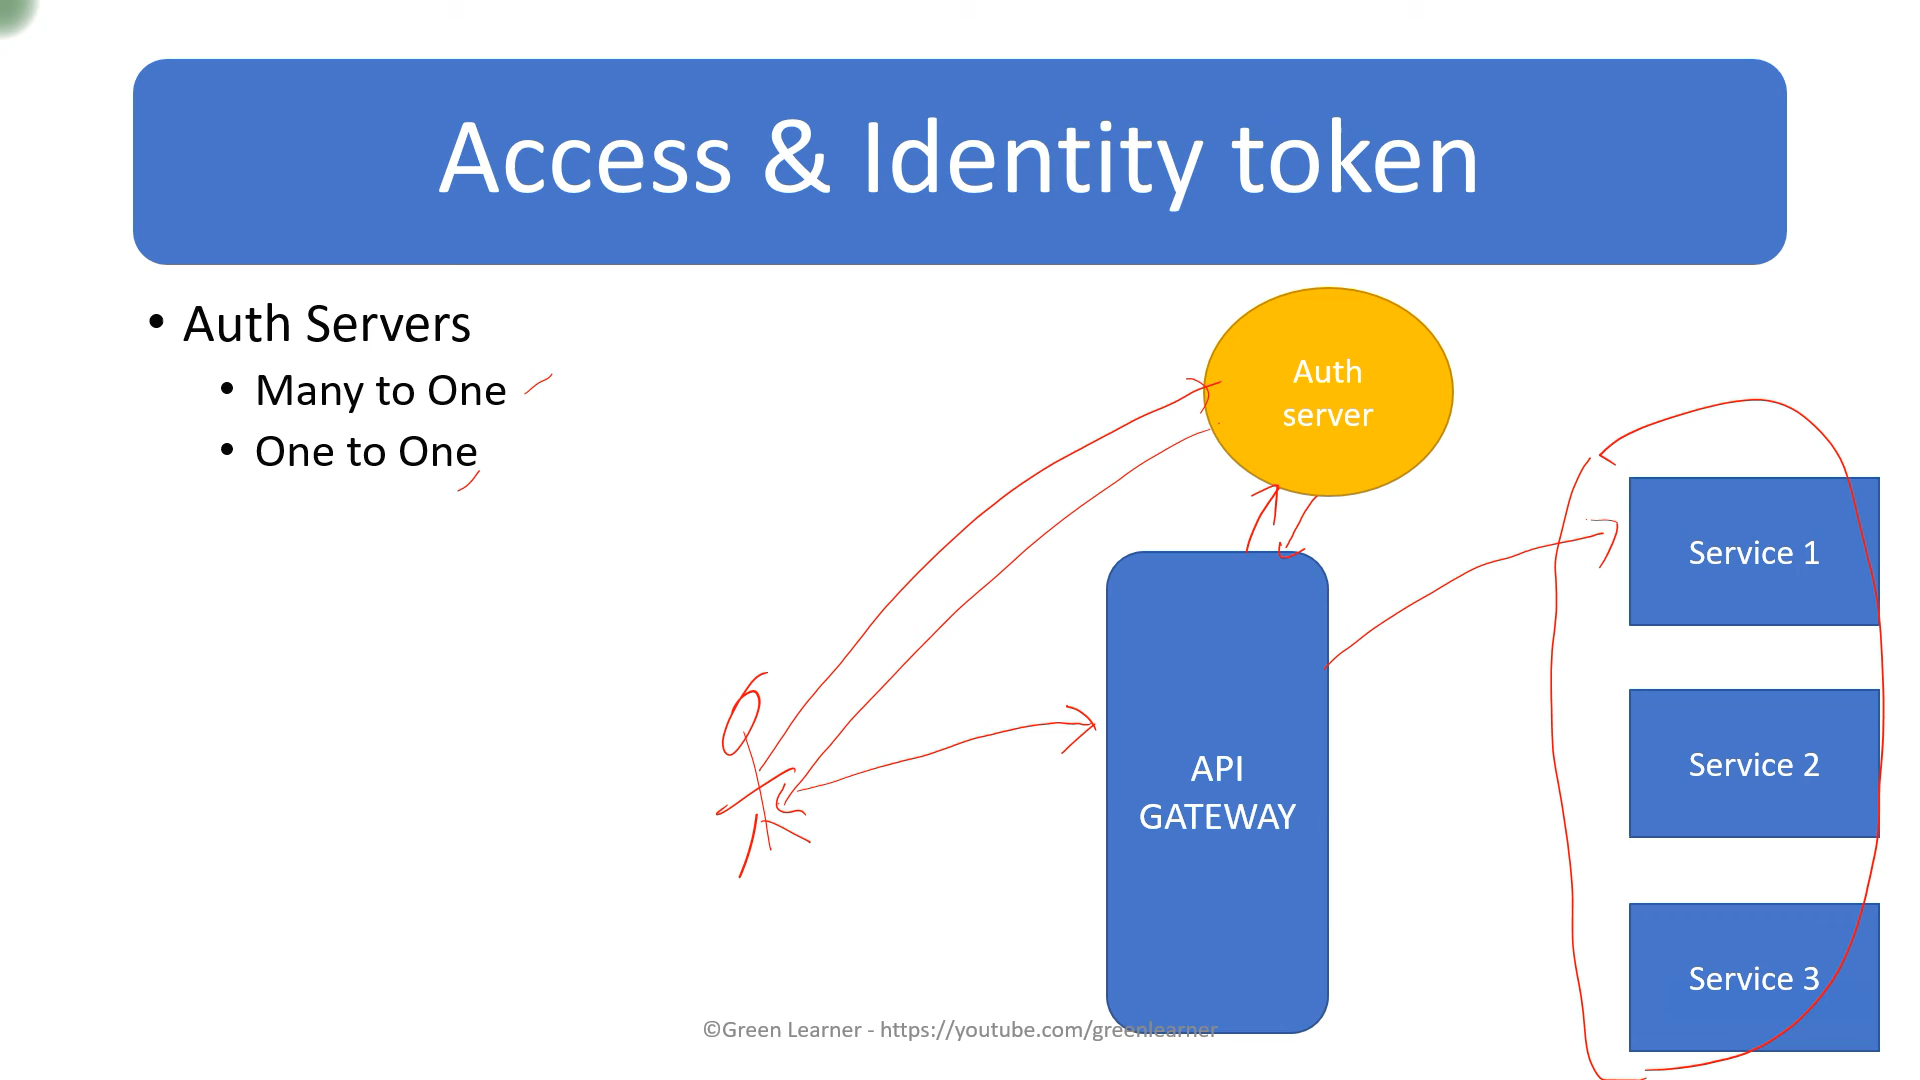 Access & Identity token
• Auth Servers
• Many to One
• One to One
Auth
server
API
GATEWAY
Service 1
Service 2
Service 3
©Green Learner - https://youtube.com/greenlearner